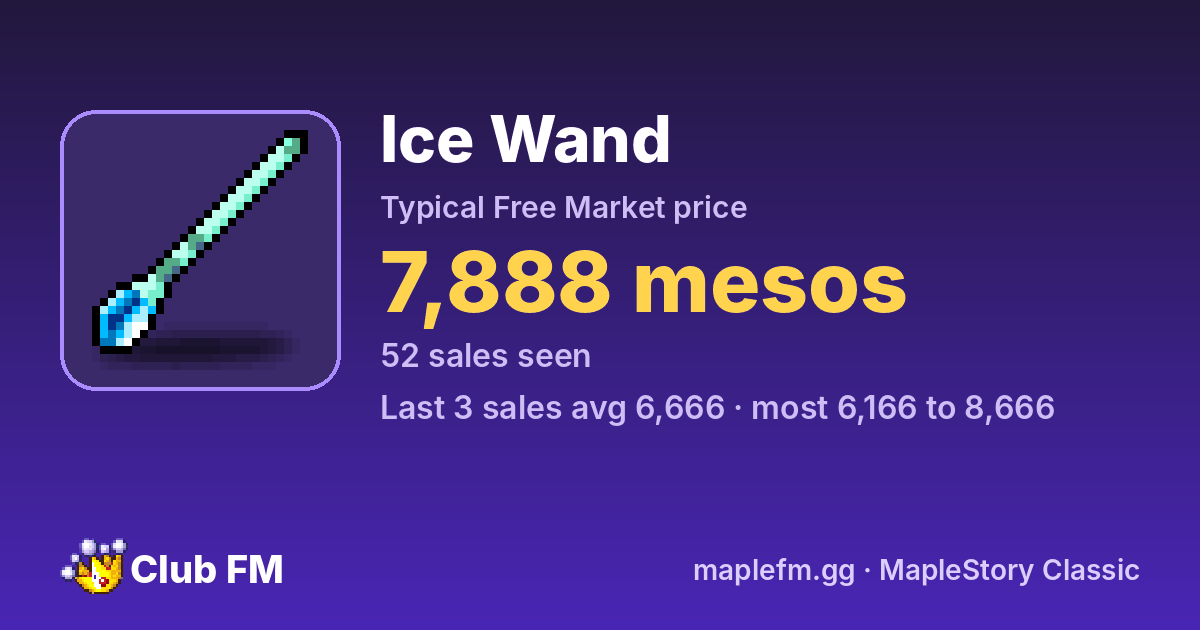 Ice Wand
Typical Free Market price
7,888 mesos
52 sales seen
Last 3 sales avg 6,666 · most 6,166 to 8,666
Club FM
maplefm.gg · MapleStory Classic